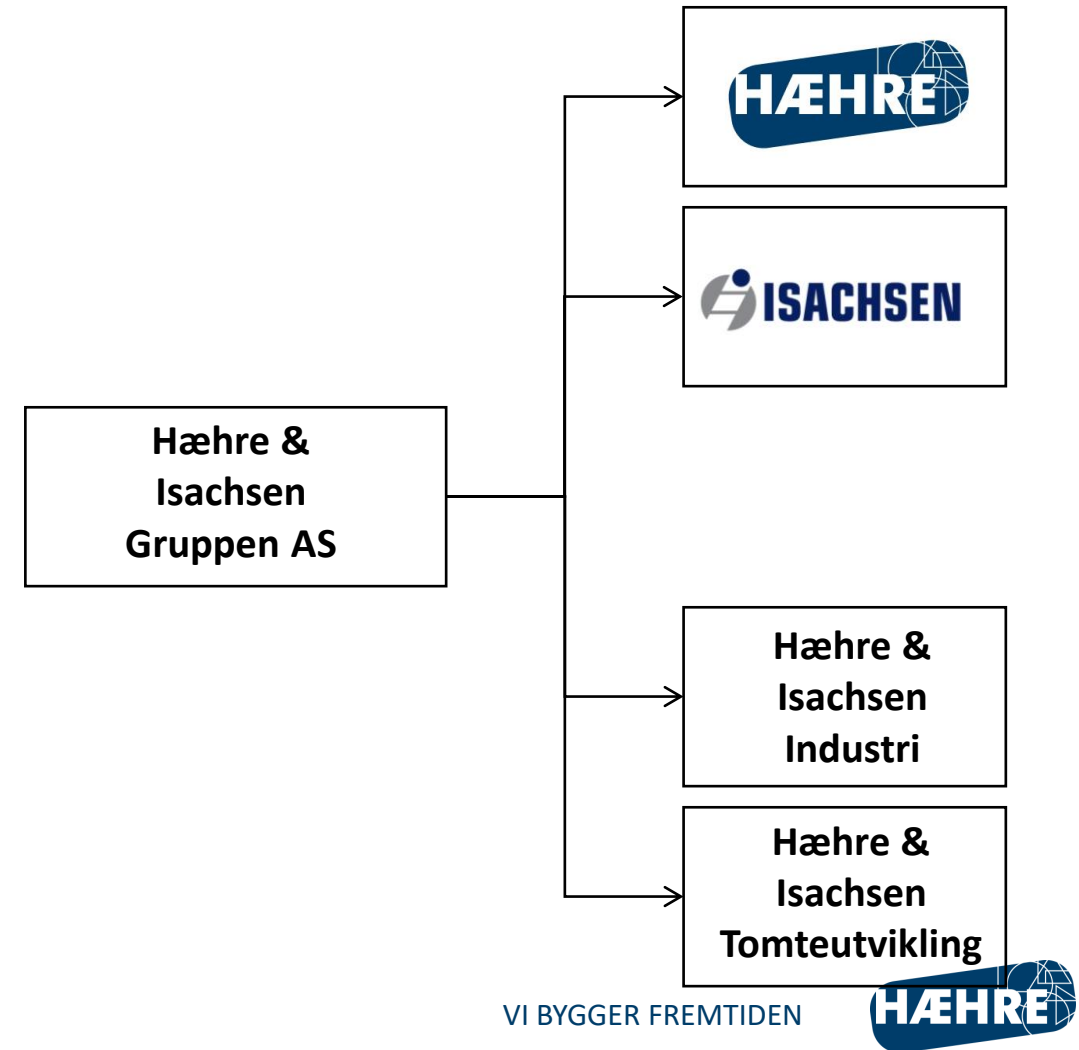 HÆHRE
ISACHSEN
Hæhre &
Isachsen
Gruppen AS
Hæhre &
Isachsen
Industri
Hæhre &
Isachsen
Tomteutvikling
VI BYGGER FREMTIDEN
HÆHRE